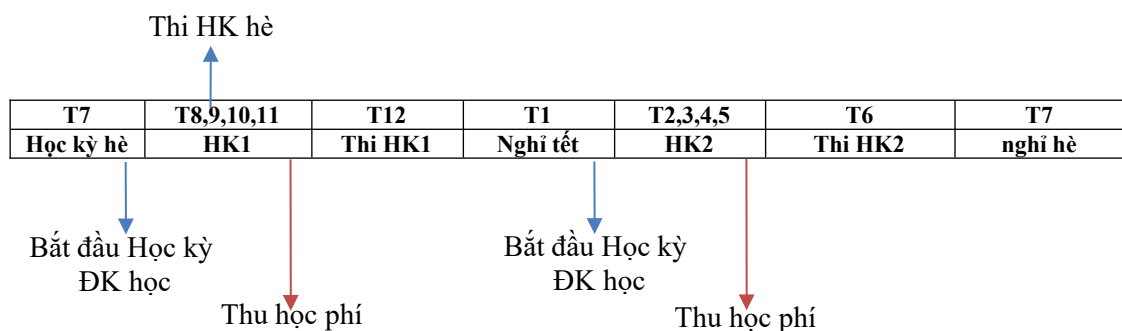 Thi HK hè
T7 T8,9,10,11 T12 T1 T2,3,4,5 T6 T7
Học kỳ hè HK1 Thi HK1 Nghỉ tết HK2 Thi HK2 nghỉ hè
Bắt đầu Học kỳ Bắt đầu Học kỳ
ĐK học ĐK học
Thu học phí Thu học phí